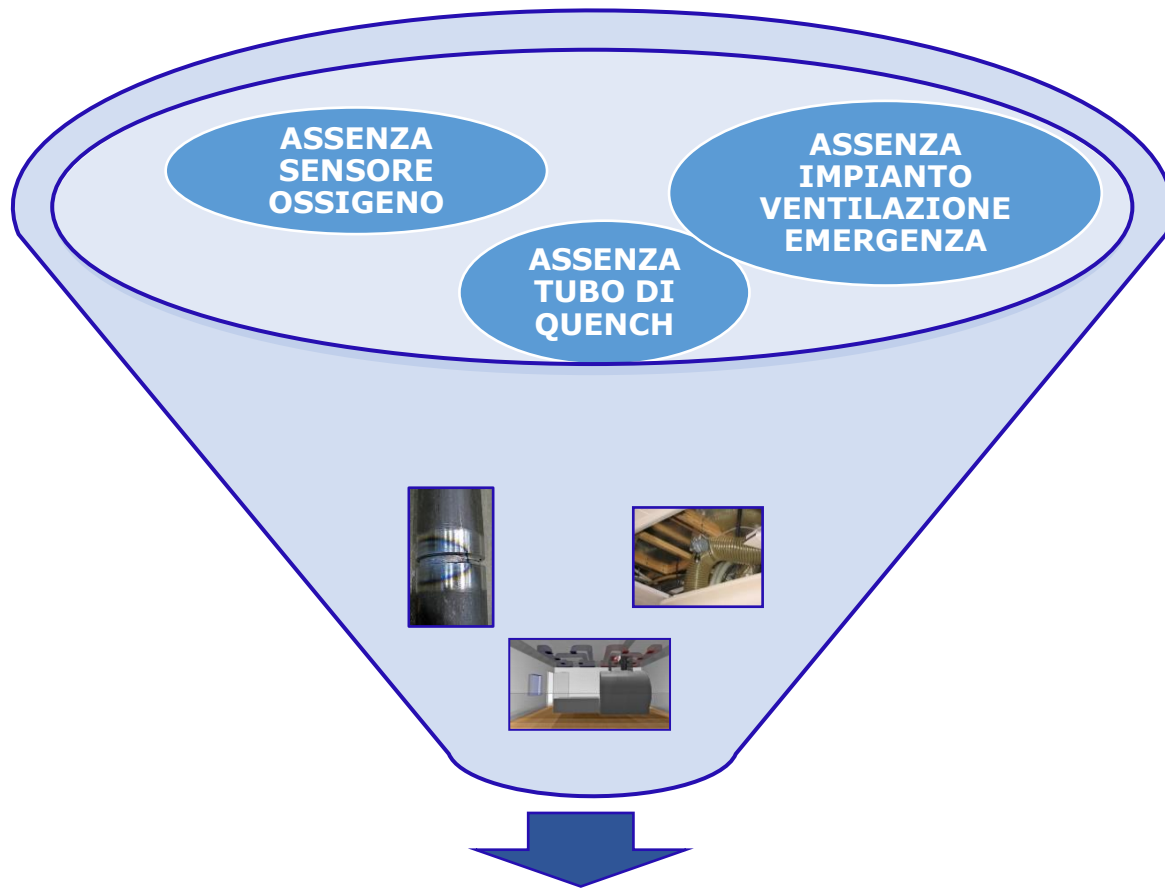 ASSENZA
SENSORE
OSSIGENO
ASSENZA
IMPIANTO
VENTILAZIONE
EMERGENZA
ASSENZA
TUBO DI
QUENCH